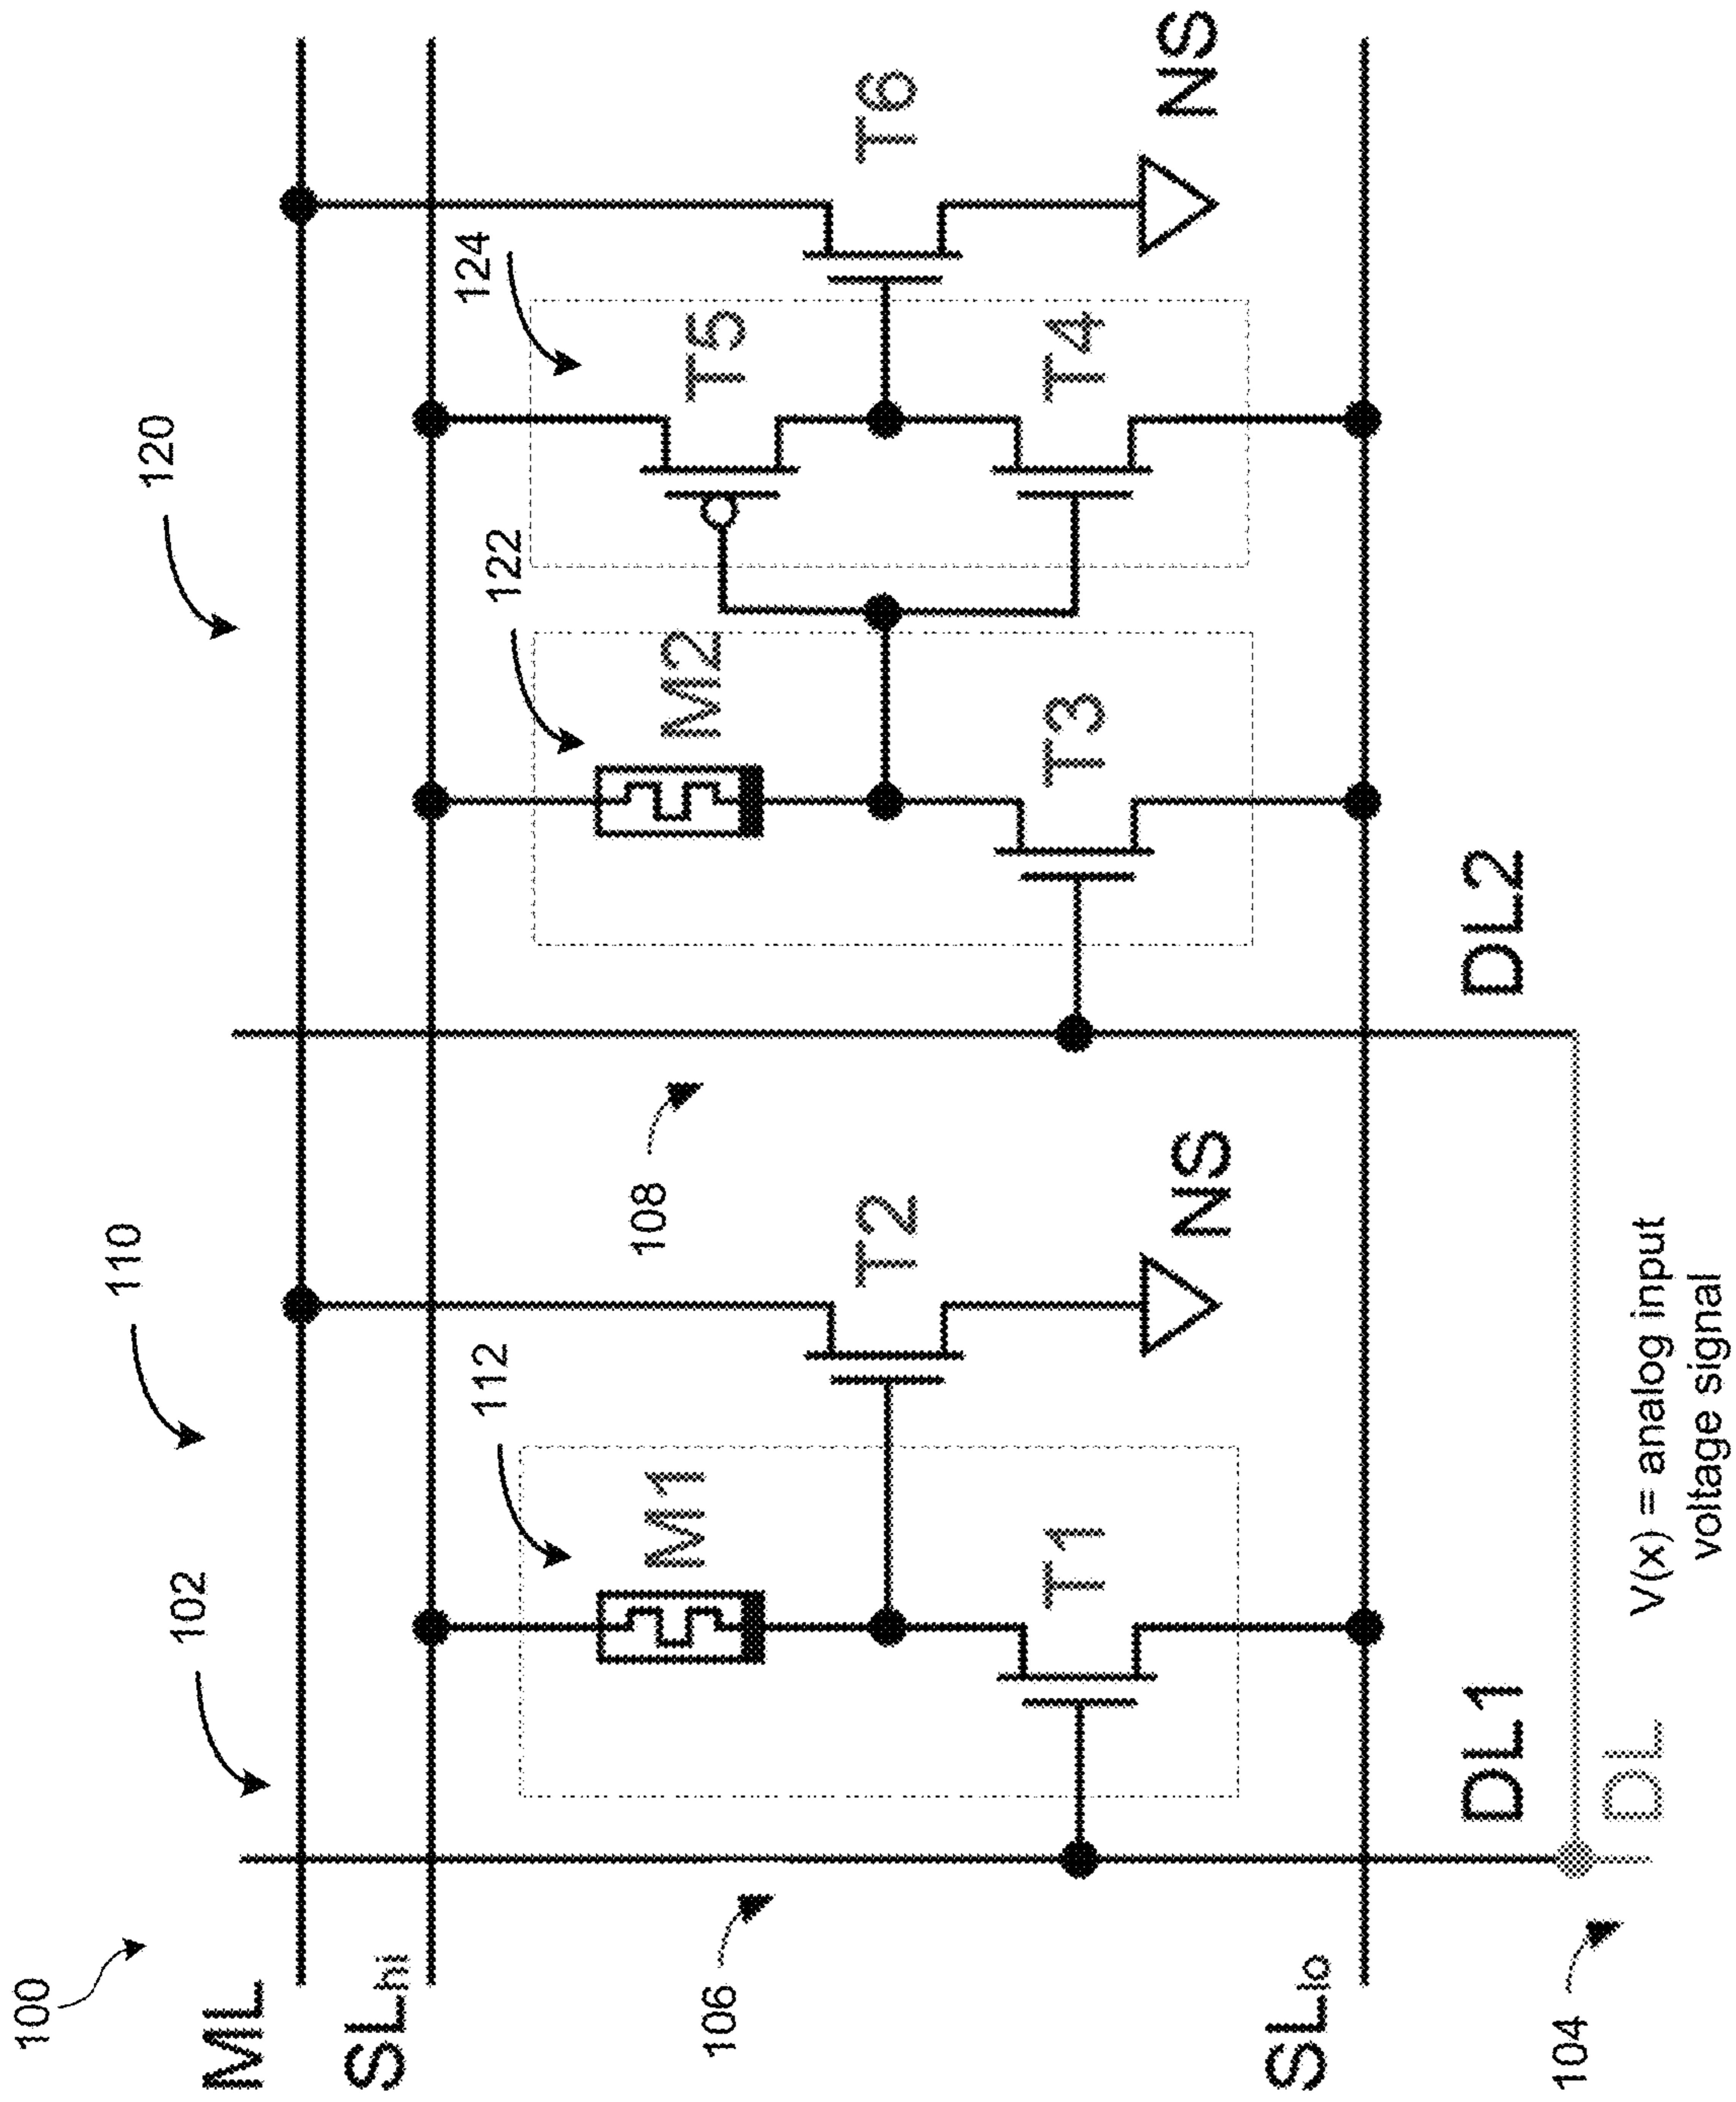 100
102
110
120
ML
SLhi
112
122
124
M1
M2
T5
T2
T6
106
108
T1
T3
T4
NS
NS
SLlo
DL1
DL2
104
DL
V(x) = analog input
voltage signal